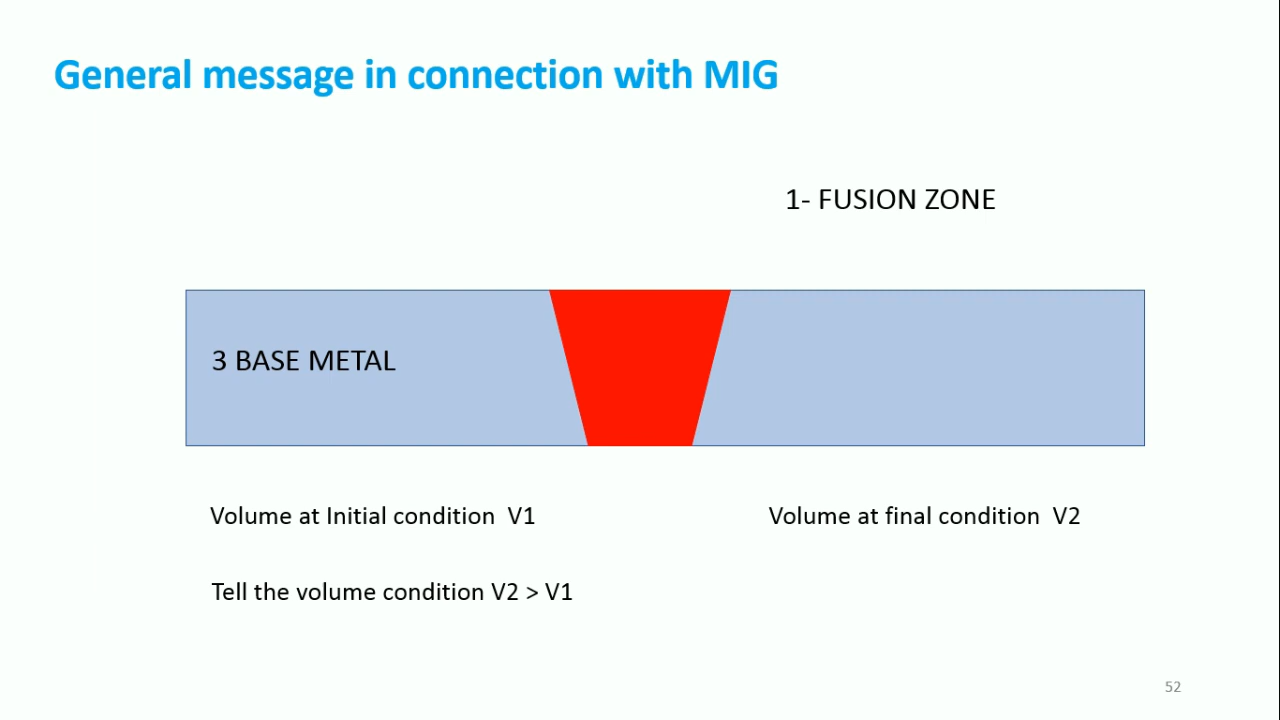 General message in connection with MIG
1- FUSION ZONE
3 BASE METAL
Volume at Initial condition V1
Volume at final condition V2
Tell the volume condition V2 > V1
52